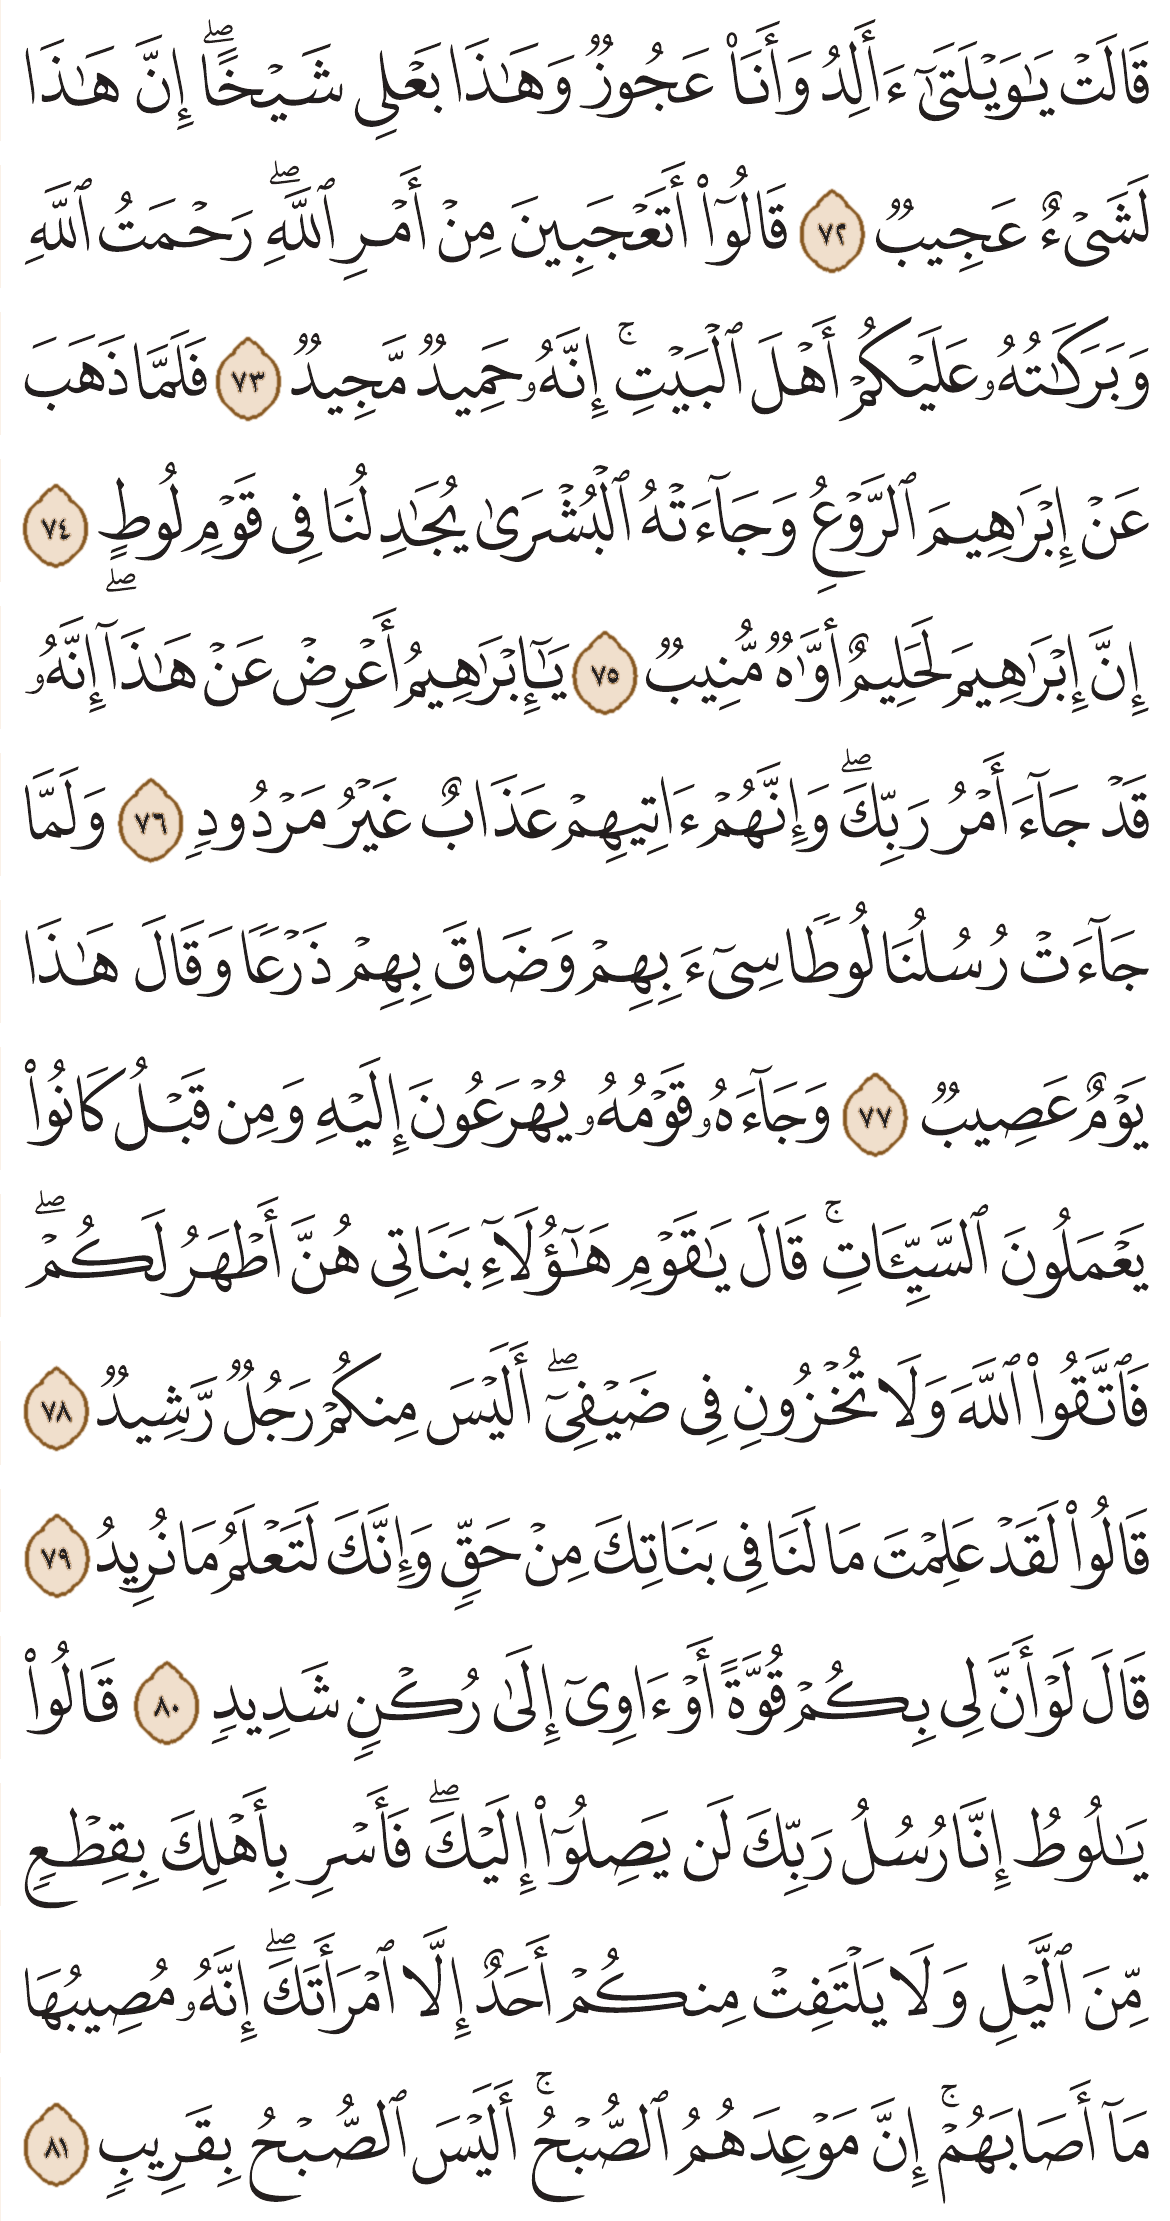 قَالَتْ يَٰوَيْلَتَىٰٓ ءَأَلِدُ وَأَنَا۠ عَجُوزٌ وَهَٰذَا بَعْلِى شَيْخًا ۖ إِنَّ هَٰذَا
لَشَىْءٌ عَجِيبٌ ٧٢ قَالُوٓا۟ أَتَعْجَبِينَ مِنْ أَمْرِ ٱللَّهِ ۖ رَحْمَتُ ٱللَّهِ
وَبَرَكَٰتُهُۥ عَلَيْكُمْ أَهْلَ ٱلْبَيْتِ ۚ إِنَّهُۥ حَمِيدٌ مَّجِيدٌ ٧٣ فَلَمَّا ذَهَبَ
عَنْ إِبْرَٰهِيمَ ٱلرَّوْعُ وَجَآءَتْهُ ٱلْبُشْرَىٰ يُجَٰدِلُنَا فِى قَوْمِ لُوطٍ ٧٤
إِنَّ إِبْرَٰهِيمَ لَحَلِيمٌ أَوَّٰهٌ مُّنِيبٌ ٧٥ يَٰٓإِبْرَٰهِيمُ أَعْرِضْ عَنْ هَٰذَآ ۖ إِنَّهُۥ
قَدْ جَآءَ أَمْرُ رَبِّكَ ۖ وَإِنَّهُمْ ءَاتِيهِمْ عَذَابٌ غَيْرُ مَرْدُودٍ ٧٦ وَلَمَّا
جَآءَتْ رُسُلُنَا لُوطًا سِىٓءَ بِهِمْ وَضَاقَ بِهِمْ ذَرْعًا وَقَالَ هَٰذَا
يَوْمٌ عَصِيبٌ ٧٧ وَجَآءَهُۥ قَوْمُهُۥ يُهْرَعُونَ إِلَيْهِ وَمِن قَبْلُ كَانُوا۟
يَعْمَلُونَ ٱلسَّيِّـَٔاتِ ۚ قَالَ يَٰقَوْمِ هَٰٓؤُلَآءِ بَنَاتِى هُنَّ أَطْهَرُ لَكُمْ ۖ
فَٱتَّقُوا۟ ٱللَّهَ وَلَا تُخْزُونِ فِى ضَيْفِىٓ ۖ أَلَيْسَ مِنكُمْ رَجُلٌ رَّشِيدٌ ٧٨
قَالُوا۟ لَقَدْ عَلِمْتَ مَا لَنَا فِى بَنَاتِكَ مِنْ حَقٍّ وَإِنَّكَ لَتَعْلَمُ مَا نُرِيدُ ٧٩
قَالَ لَوْ أَنَّ لِى بِكُمْ قُوَّةً أَوْ ءَاوِىٓ إِلَىٰ رُكْنٍ شَدِيدٍ ٨٠ قَالُوا۟
يَٰلُوطُ إِنَّا رُسُلُ رَبِّكَ لَن يَصِلُوٓا۟ إِلَيْكَ ۖ فَأَسْرِ بِأَهْلِكَ بِقِطْعٍ
مِّنَ ٱلَّيْلِ وَلَا يَلْتَفِتْ مِنكُمْ أَحَدٌ إِلَّا ٱمْرَأَتَكَ ۖ إِنَّهُۥ مُصِيبُهَا
مَآ أَصَابَهُمْ ۚ إِنَّ مَوْعِدَهُمُ ٱلصُّبْحُ ۚ أَلَيْسَ ٱلصُّبْحُ بِقَرِيبٍ ٨١